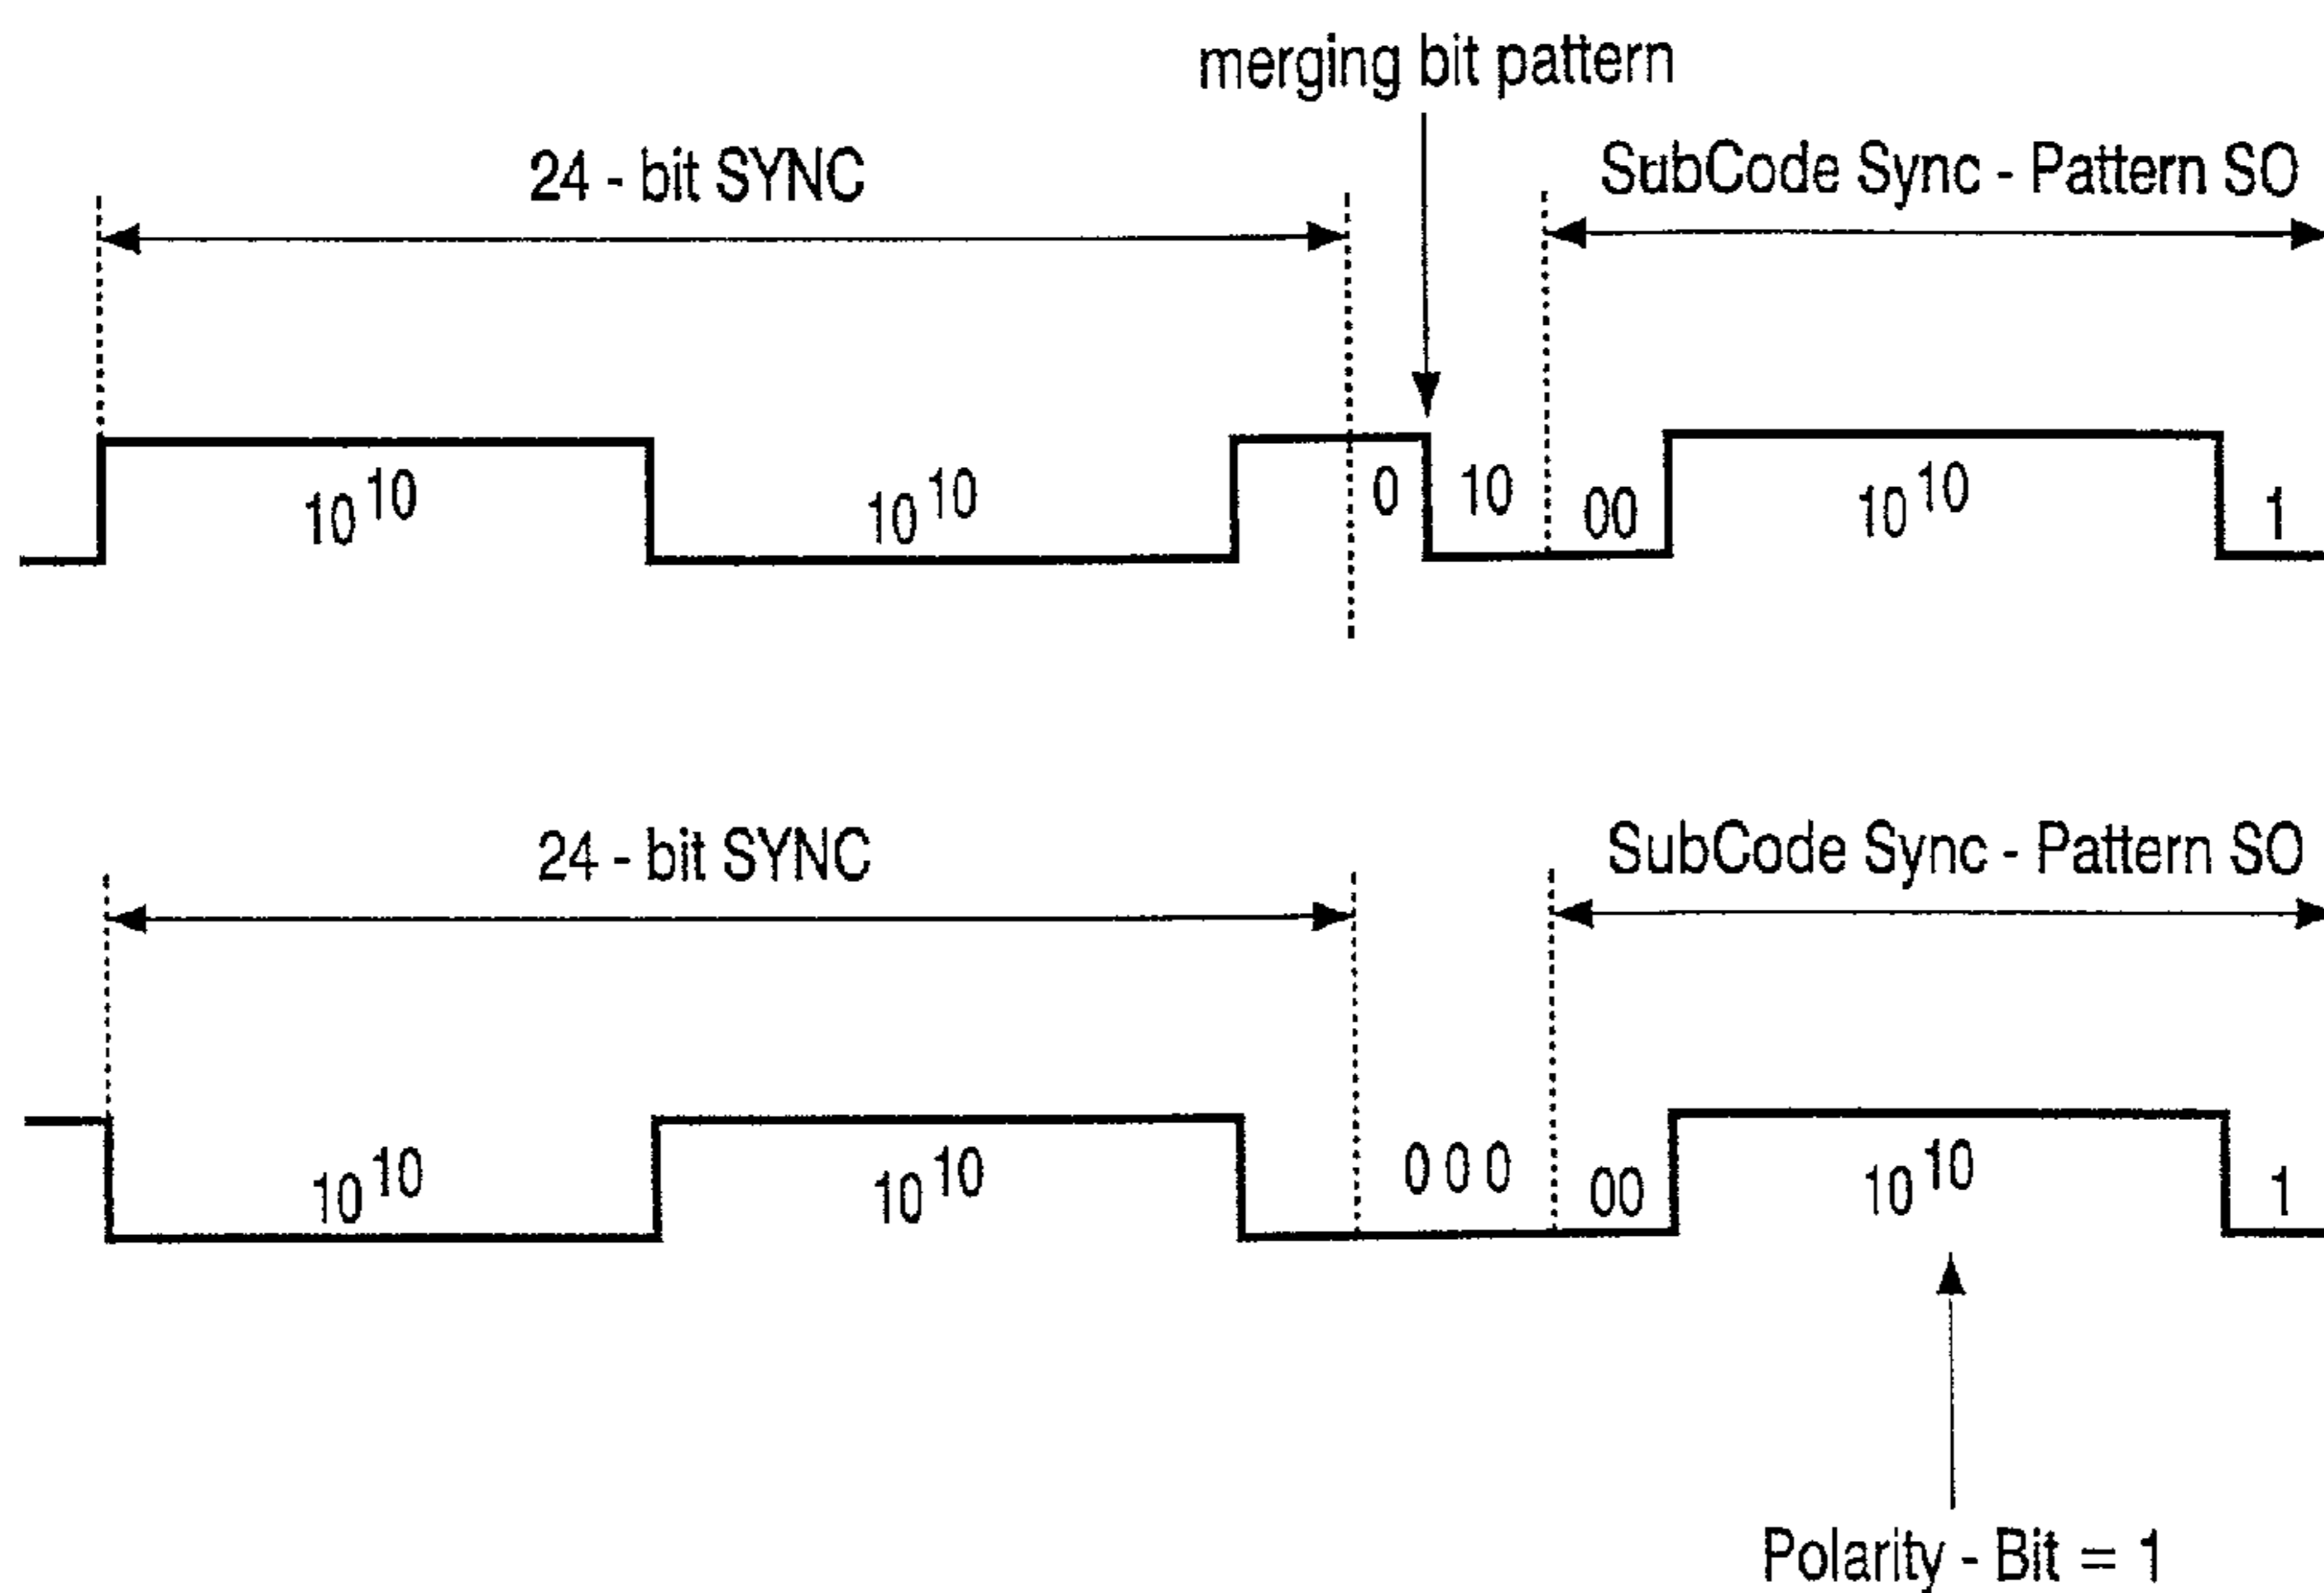 merging bit pattern
24 - bit SYNC
SubCode Sync - Pattern SO
10^10 10^10 0 10 00 10^10 1
24 - bit SYNC
SubCode Sync - Pattern SO
10^10 10^10 0 0 0 00 10^10 1
Polarity - Bit = 1